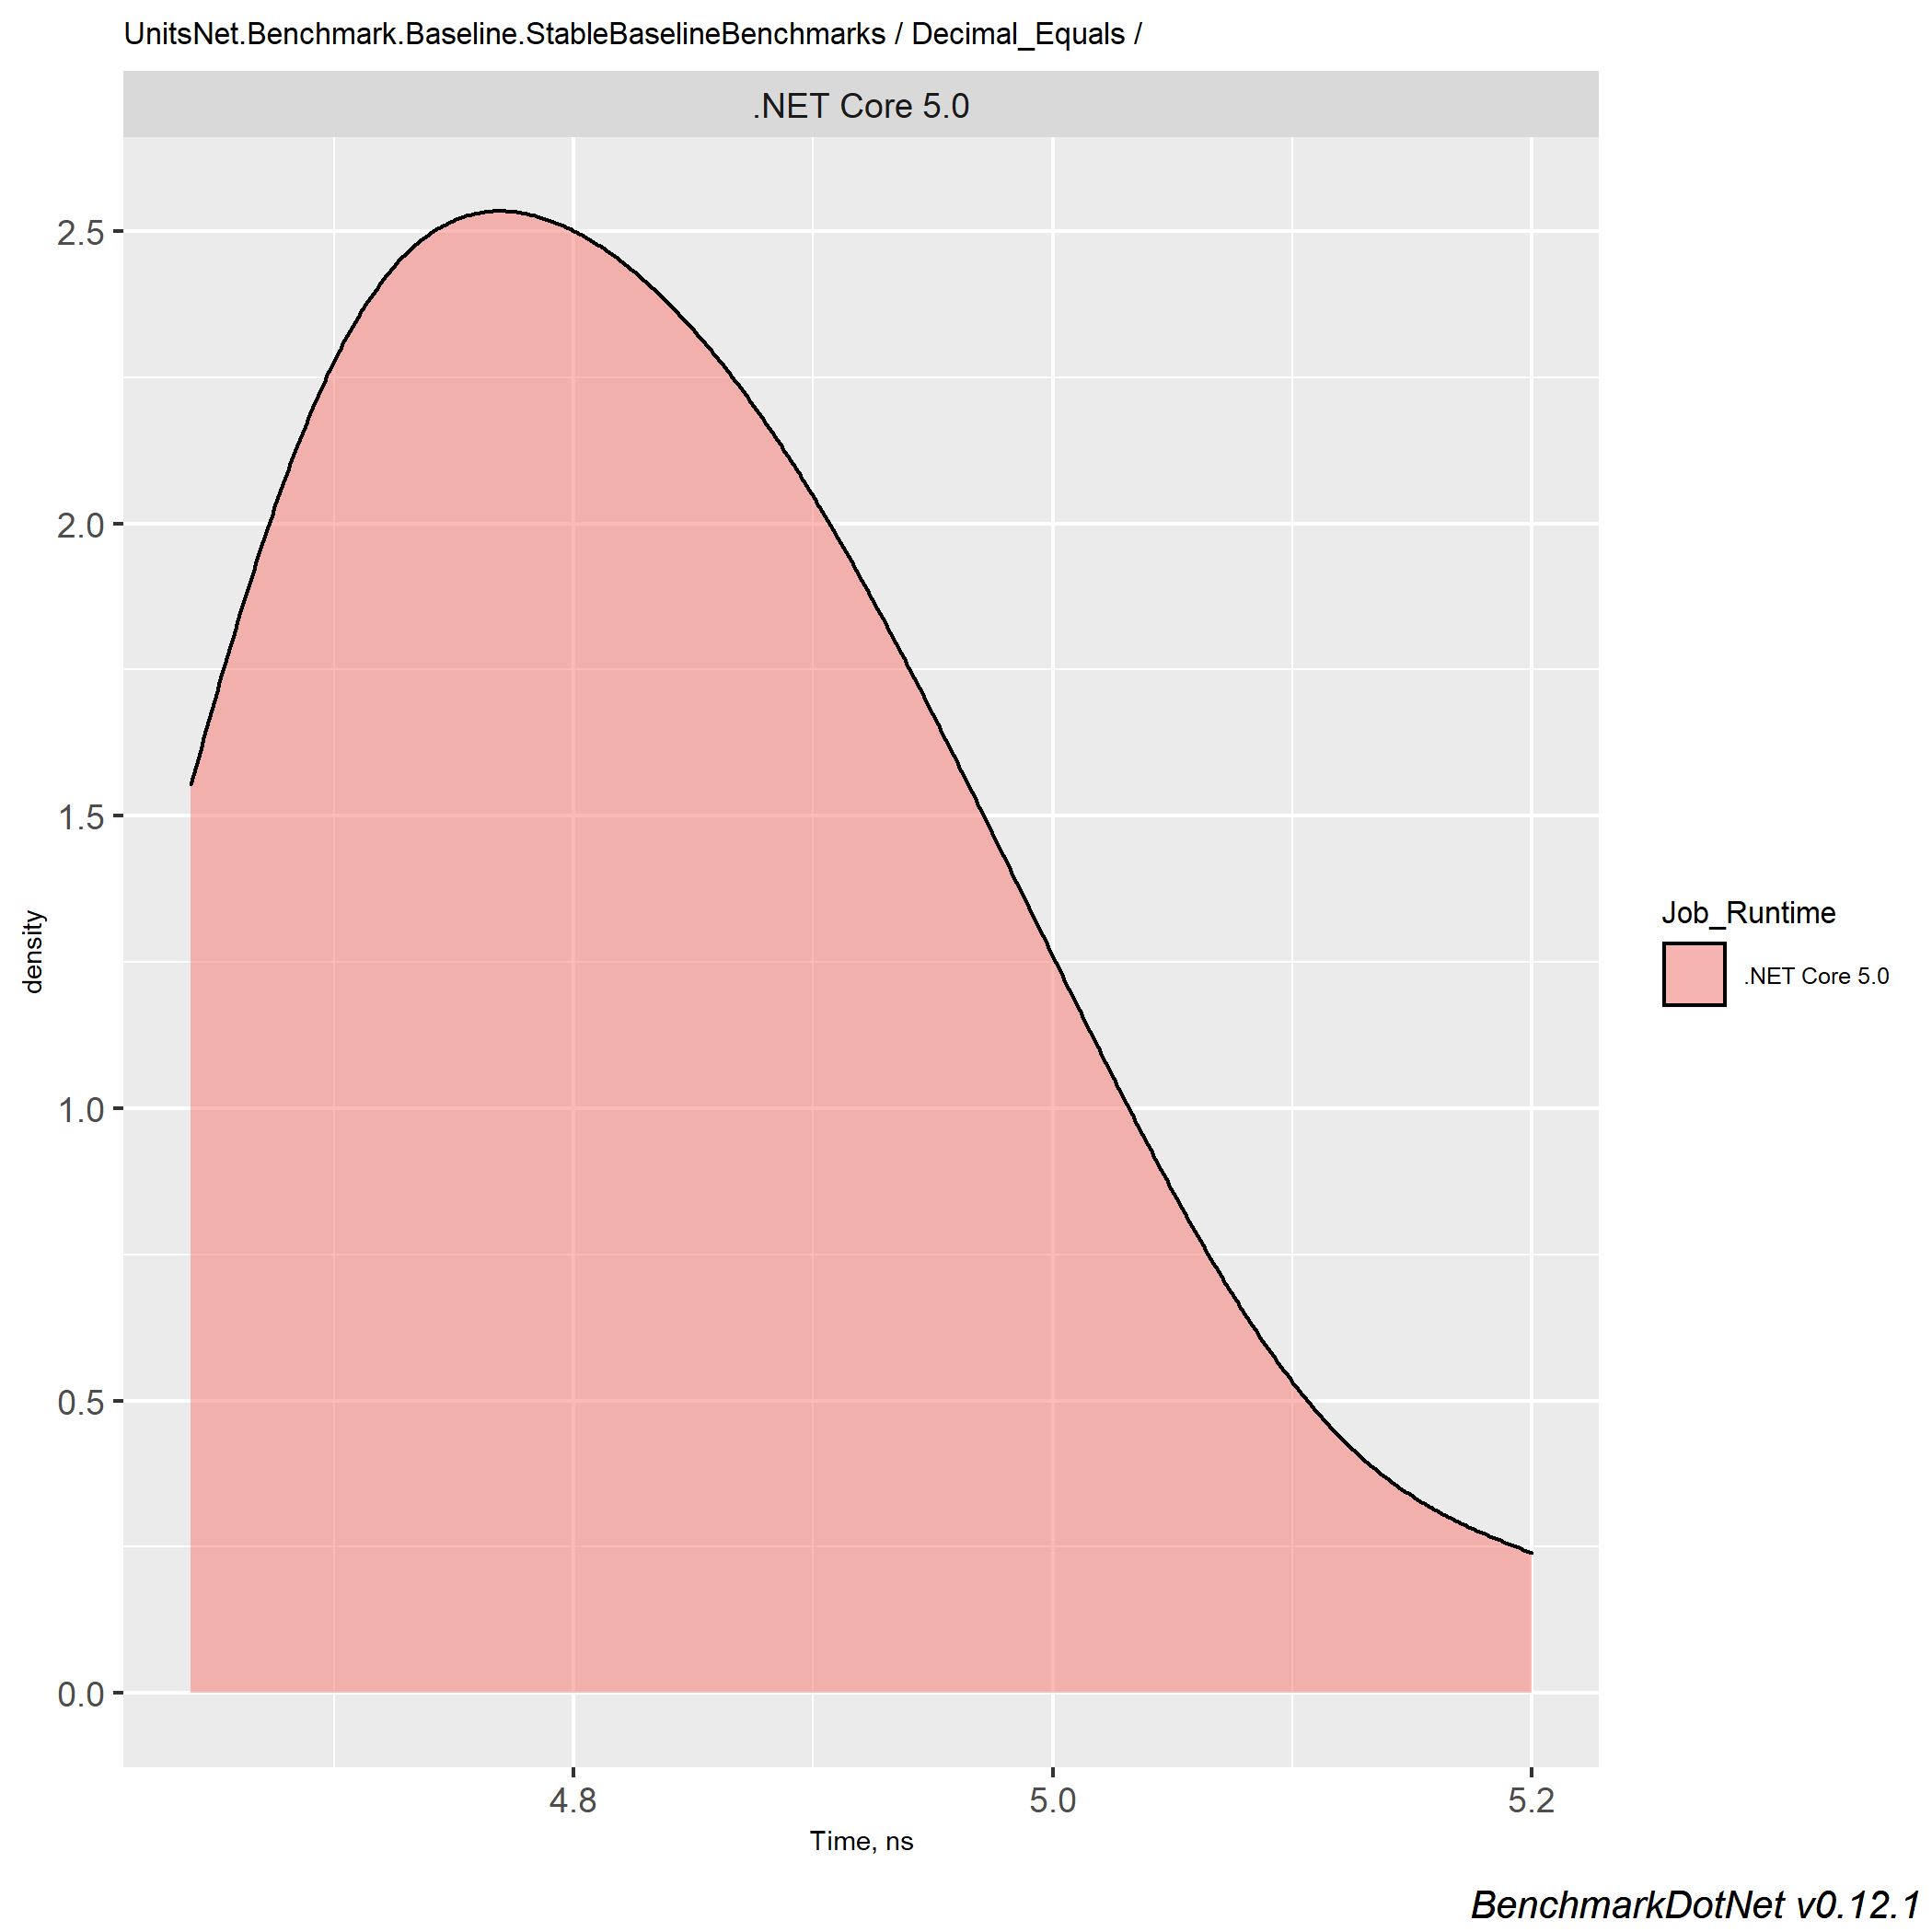 UnitsNet.Benchmark.Baseline.StableBaselineBenchmarks / Decimal_Equals /
.NET Core 5.0
2.5
2.0
1.5
1.0
0.5
0.0
density
4.8
5.0
5.2
Time, ns
Job_Runtime
.NET Core 5.0
BenchmarkDotNet v0.12.1